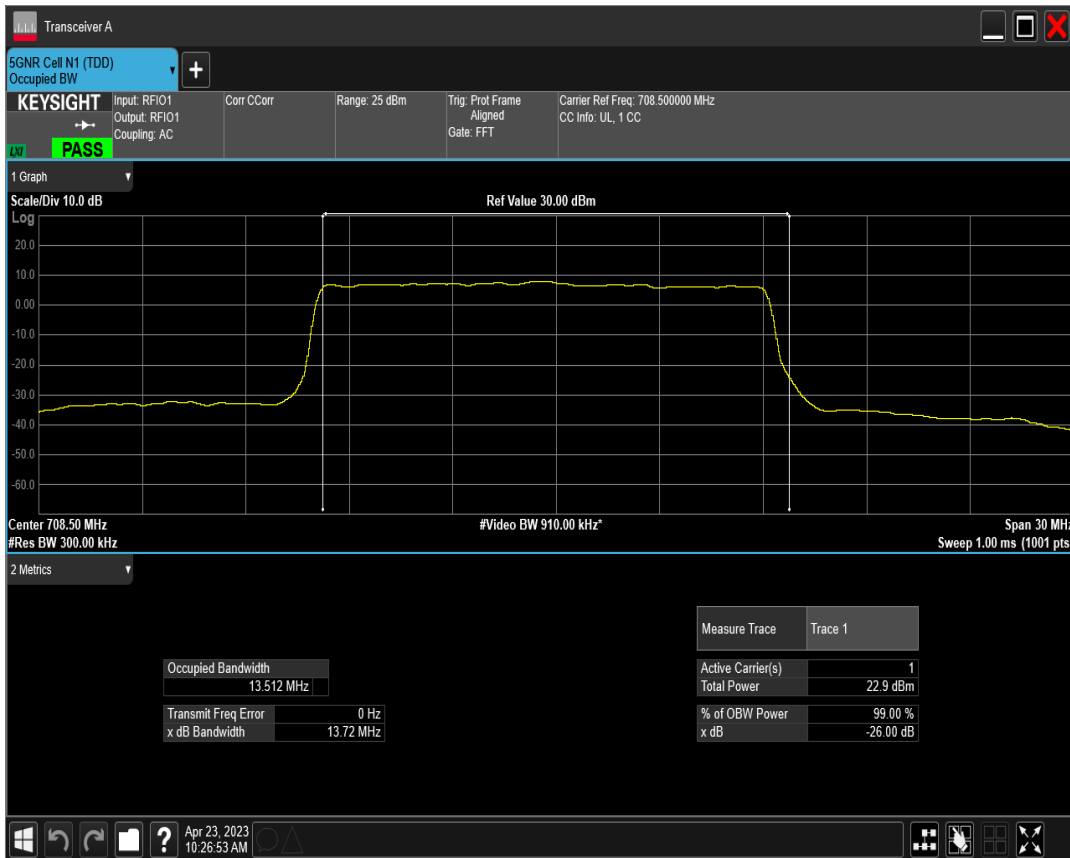 Transceiver A
5GNR Cell N1 (TDD)
Occupied BW
+
KEYSIGHT
LXI
PASS
Input: RFIO1
Output: RFIO1
Coupling: AC
Corr CCorr
Range: 25 dBm
Trig: Prot Frame
Aligned
Gate: FFT
Carrier Ref Freq: 708.500000 MHz
CC Info: UL, 1 CC
1 Graph
Scale/Div 10.0 dB
Ref Value 30.00 dBm
Log
20.0
10.0
0.00
-10.0
-20.0
-30.0
-40.0
-50.0
-60.0
Center 708.50 MHz
#Video BW 910.00 kHz*
Span 30 MHz
#Res BW 300.00 kHz
Sweep 1.00 ms (1001 pts
2 Metrics
Measure Trace Trace 1
Occupied Bandwidth
13.512 MHz
Active Carrier(s) 1
Total Power 22.9 dBm
Transmit Freq Error 0 Hz
x dB Bandwidth 13.72 MHz
% of OBW Power 99.00 %
x dB -26.00 dB
?
Apr 23, 2023
10:26:53 AM